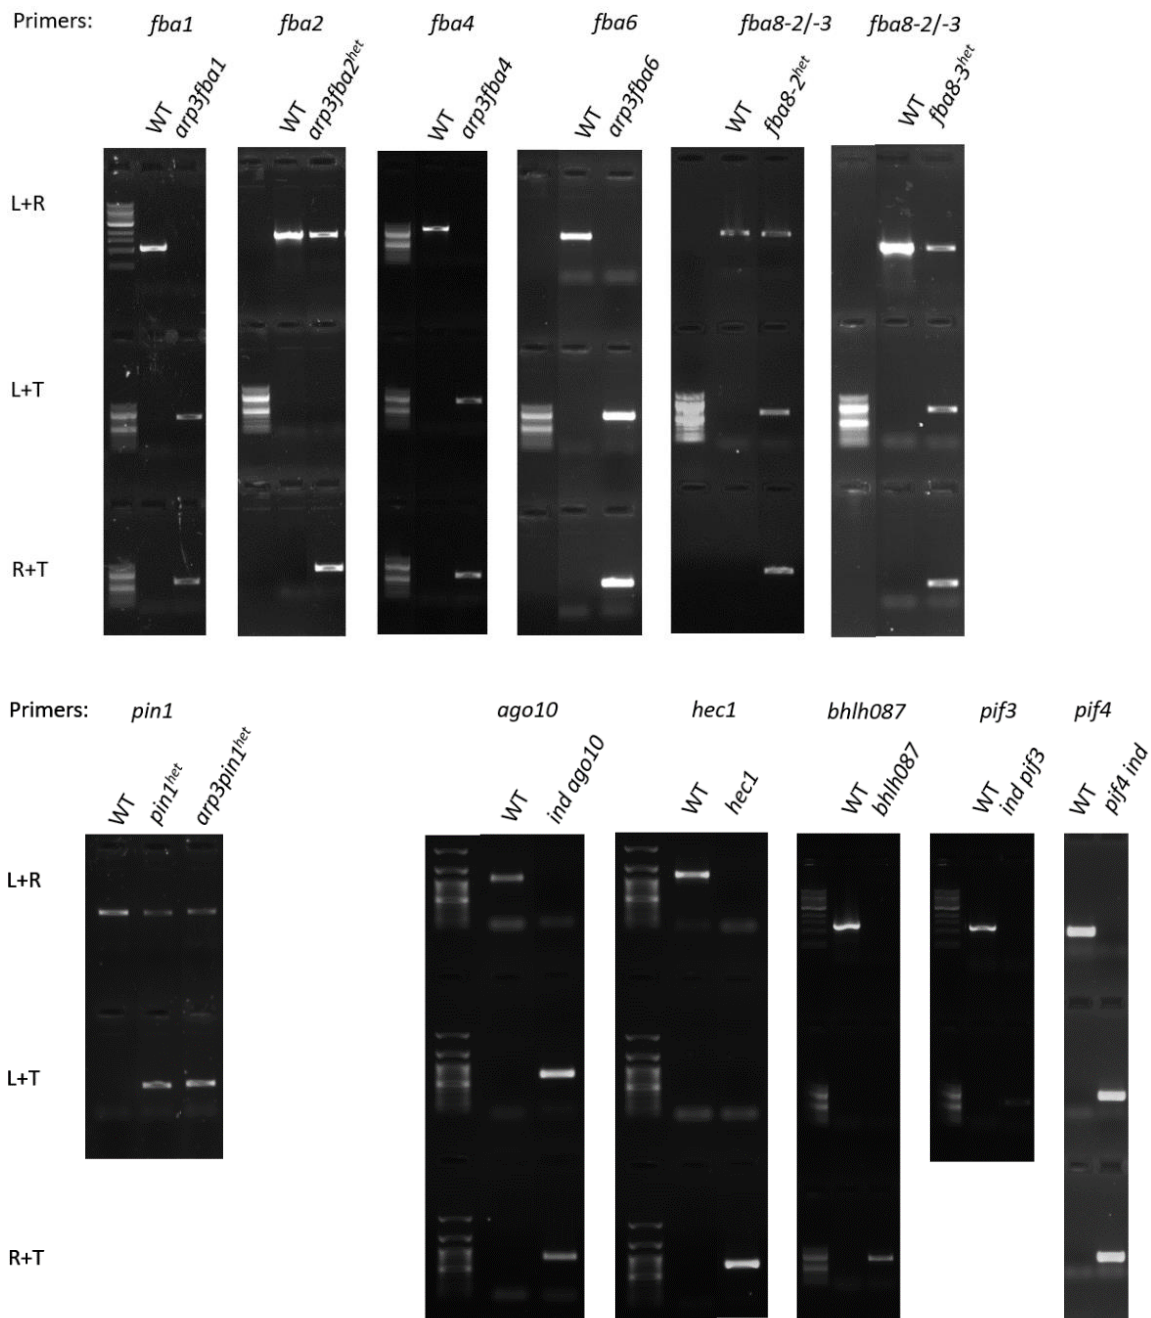 Primers: fba1 fba2 fba4 fba6 fba8-2/-3 fba8-2/-3
WT arp3fba1 WT arp3fba2het WT arp3fba4 WT arp3fba6 WT fba8-2het WT fba8-3het
L+R
L+T
R+T
Primers: pin1 ago10 hec1 bhlh087 pif3 pif4
WT pin1het arp3pin1het WT ind ago10 WT hec1 WT bhlh087 WT ind pif3 WT pif4 ind
L+R
L+T
R+T